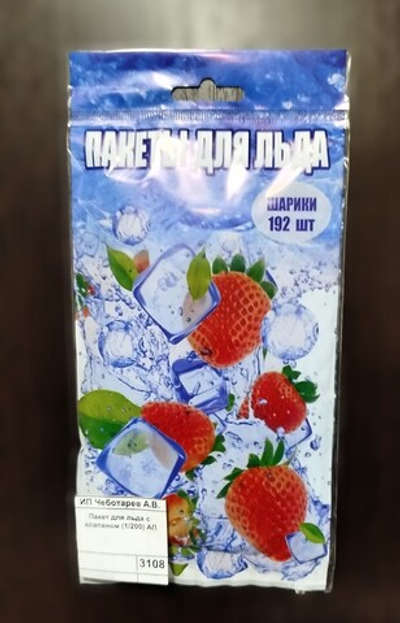 ПАКЕТЫ ДЛЯ ЛЬДА
ШАРИКИ
192 шт
ИП Чеботарев А.В.
Пакет для льда с
клапаном (1/200) АП
3108